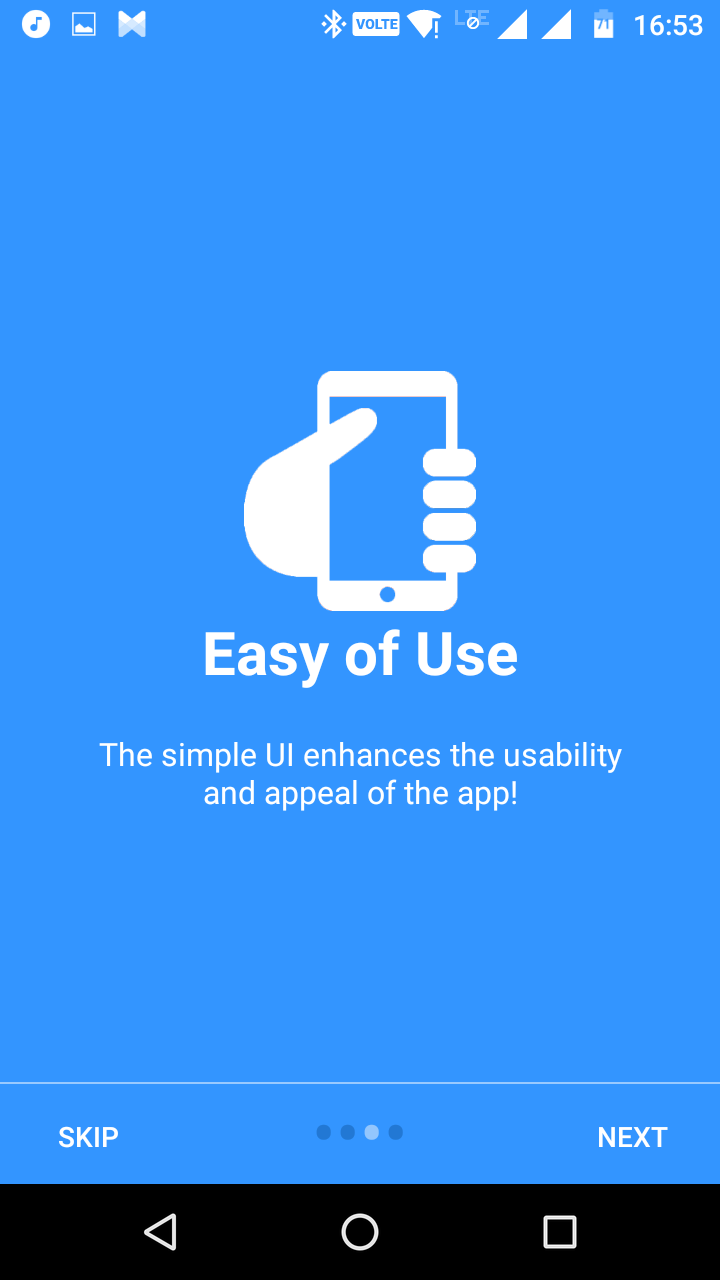 VOLTE LTE 71 16:53
Easy of Use
The simple UI enhances the usability
and appeal of the app!
SKIP NEXT